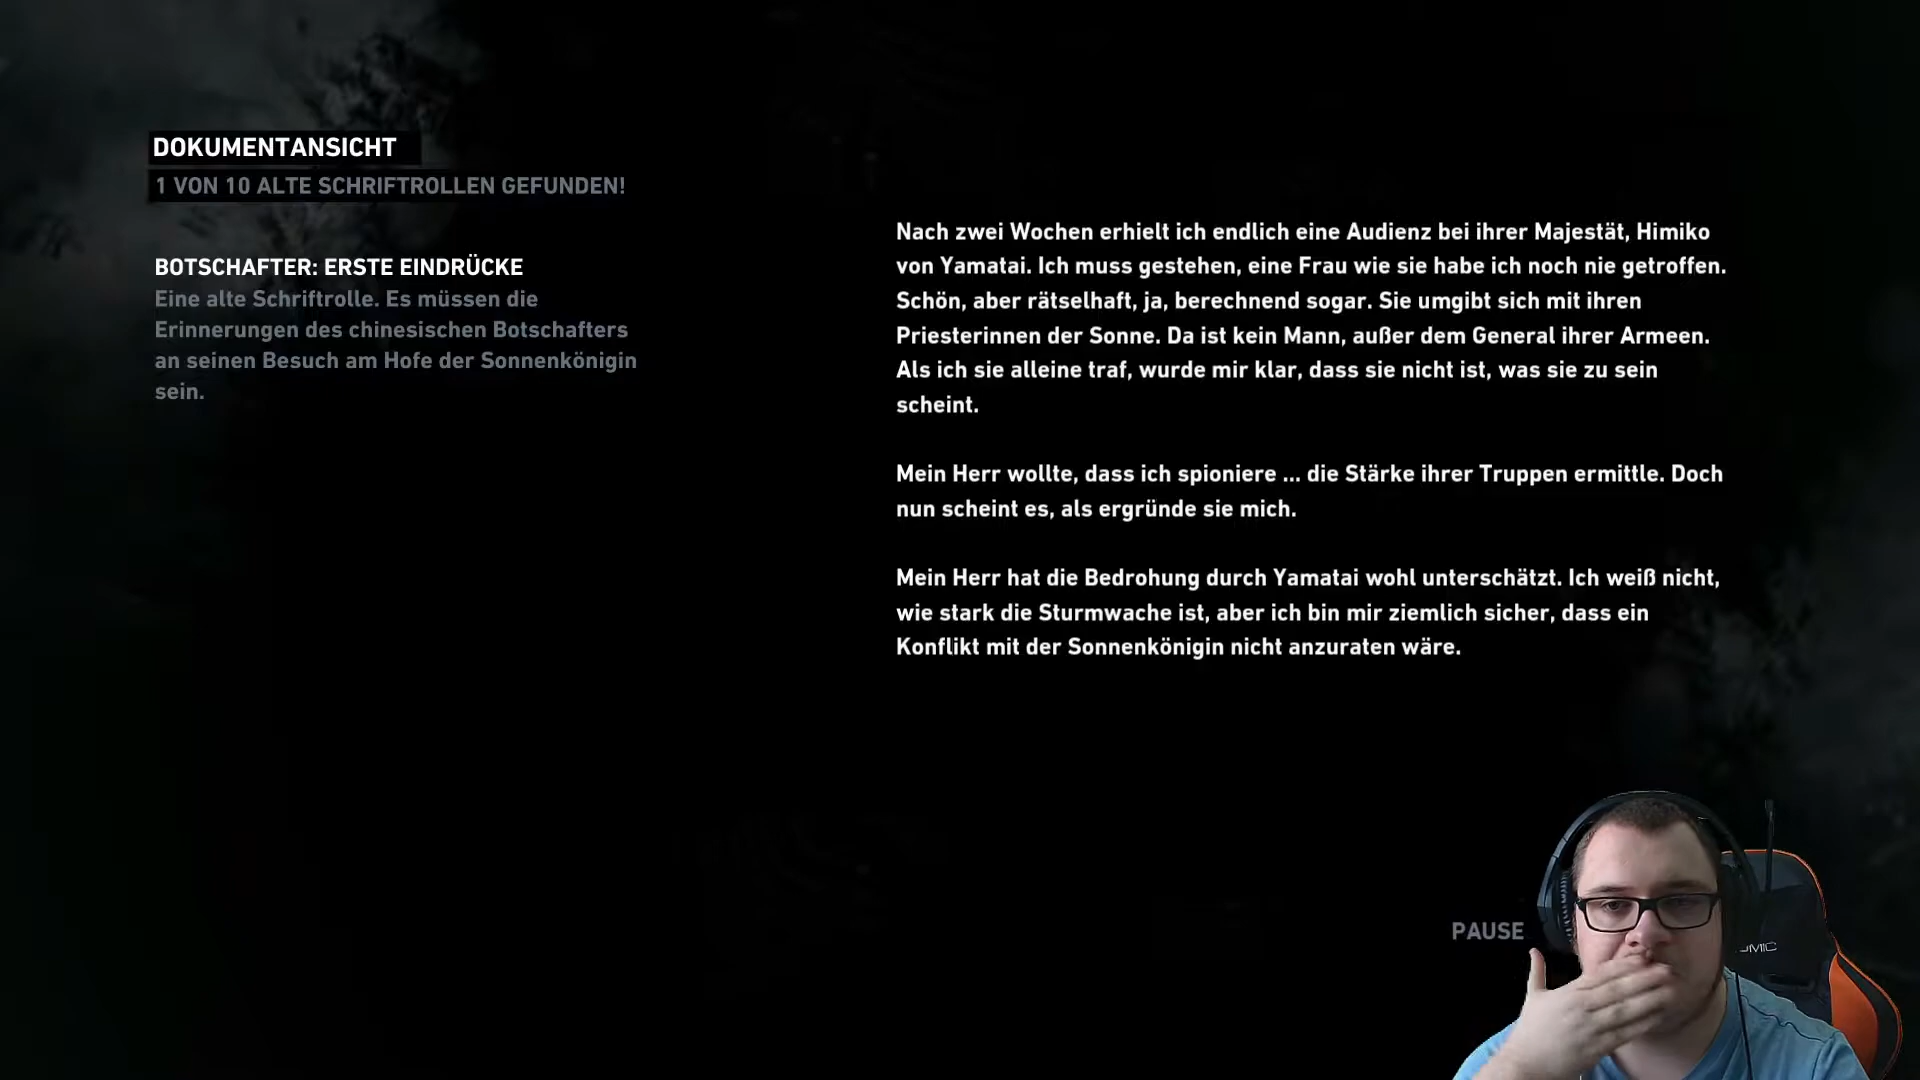 DOKUMENTANSICHT
1 VON 10 ALTE SCHRIFTROLLEN GEFUNDEN!
BOTSCHAFTER: ERSTE EINDRÜCKE
Eine alte Schriftrolle. Es müssen die
Erinnerungen des chinesischen Botschafters
an seinen Besuch am Hofe der Sonnenkönigin
sein.
Nach zwei Wochen erhielt ich endlich eine Audienz bei ihrer Majestät, Himiko
von Yamatai. Ich muss gestehen, eine Frau wie sie habe ich noch nie getroffen.
Schön, aber rätselhaft, ja, berechnend sogar. Sie umgibt sich mit ihren
Priesterinnen der Sonne. Da ist kein Mann, außer dem General ihrer Armeen.
Als ich sie alleine traf, wurde mir klar, dass sie nicht ist, was sie zu sein
scheint.
Mein Herr wollte, dass ich spioniere ... die Stärke ihrer Truppen ermittle. Doch
nun scheint es, als ergründe sie mich.
Mein Herr hat die Bedrohung durch Yamatai wohl unterschätzt. Ich weiß nicht,
wie stark die Sturmwache ist, aber ich bin mir ziemlich sicher, dass ein
Konflikt mit der Sonnenkönigin nicht anzuraten wäre.
PAUSE